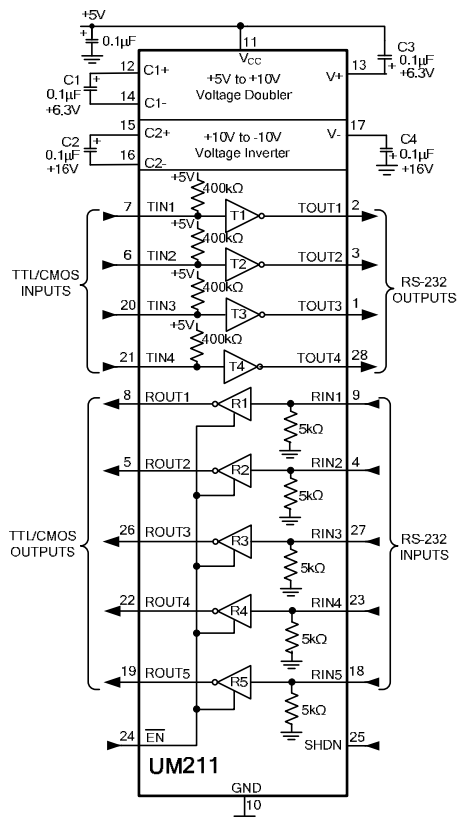 +5V
+ 0.1µF
11
VCC
+5V to +10V
Voltage Doubler
12 C1+
C1 + 0.1µF +6.3V
14 C1-
V+ 13
C3 + 0.1µF +6.3V
15 C2+
C2 + 0.1µF +16V
16 C2-
+10V to -10V
Voltage Inverter
V- 17
C4 0.1µF +16V +
+5V
400kΩ
7 TIN1 T1 TOUT1 2
+5V
400kΩ
6 TIN2 T2 TOUT2 3
+5V
400kΩ
20 TIN3 T3 TOUT3 1
+5V
400kΩ
21 TIN4 T4 TOUT4 28
TTL/CMOS
INPUTS
RS-232
OUTPUTS
8 ROUT1 R1 RIN1 9
5kΩ
5 ROUT2 R2 RIN2 4
5kΩ
26 ROUT3 R3 RIN3 27
5kΩ
22 ROUT4 R4 RIN4 23
5kΩ
19 ROUT5 R5 RIN5 18
5kΩ
TTL/CMOS
OUTPUTS
RS-232
INPUTS
24 EN
SHDN 25
UM211
GND
10